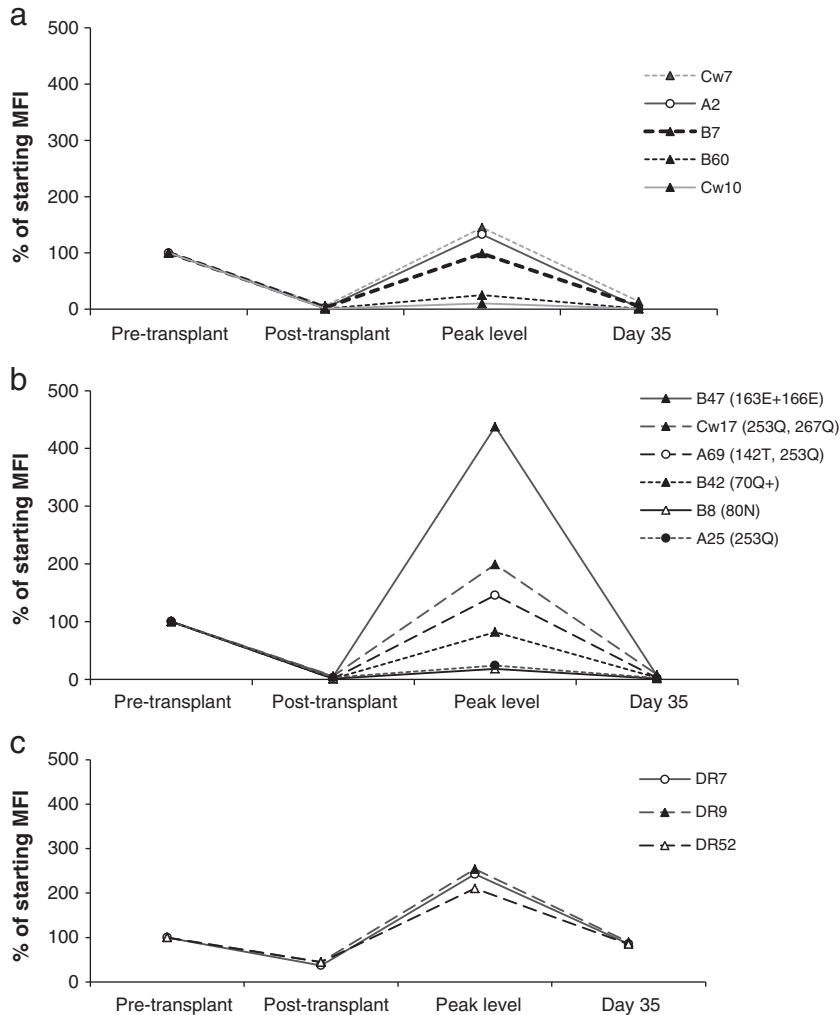 a
% of starting MFI
500
400
300
200
100
0
Pre-transplant Post-transplant Peak level Day 35
Cw7
A2
B7
B60
Cw10
b
% of starting MFI
500
400
300
200
100
0
Pre-transplant Post-transplant Peak level Day 35
B47 (163E+166E)
Cw17 (253Q, 267Q)
A69 (142T, 253Q)
B42 (70Q+)
B8 (80N)
A25 (253Q)
c
% of starting MFI
500
400
300
200
100
0
Pre-transplant Post-transplant Peak level Day 35
DR7
DR9
DR52